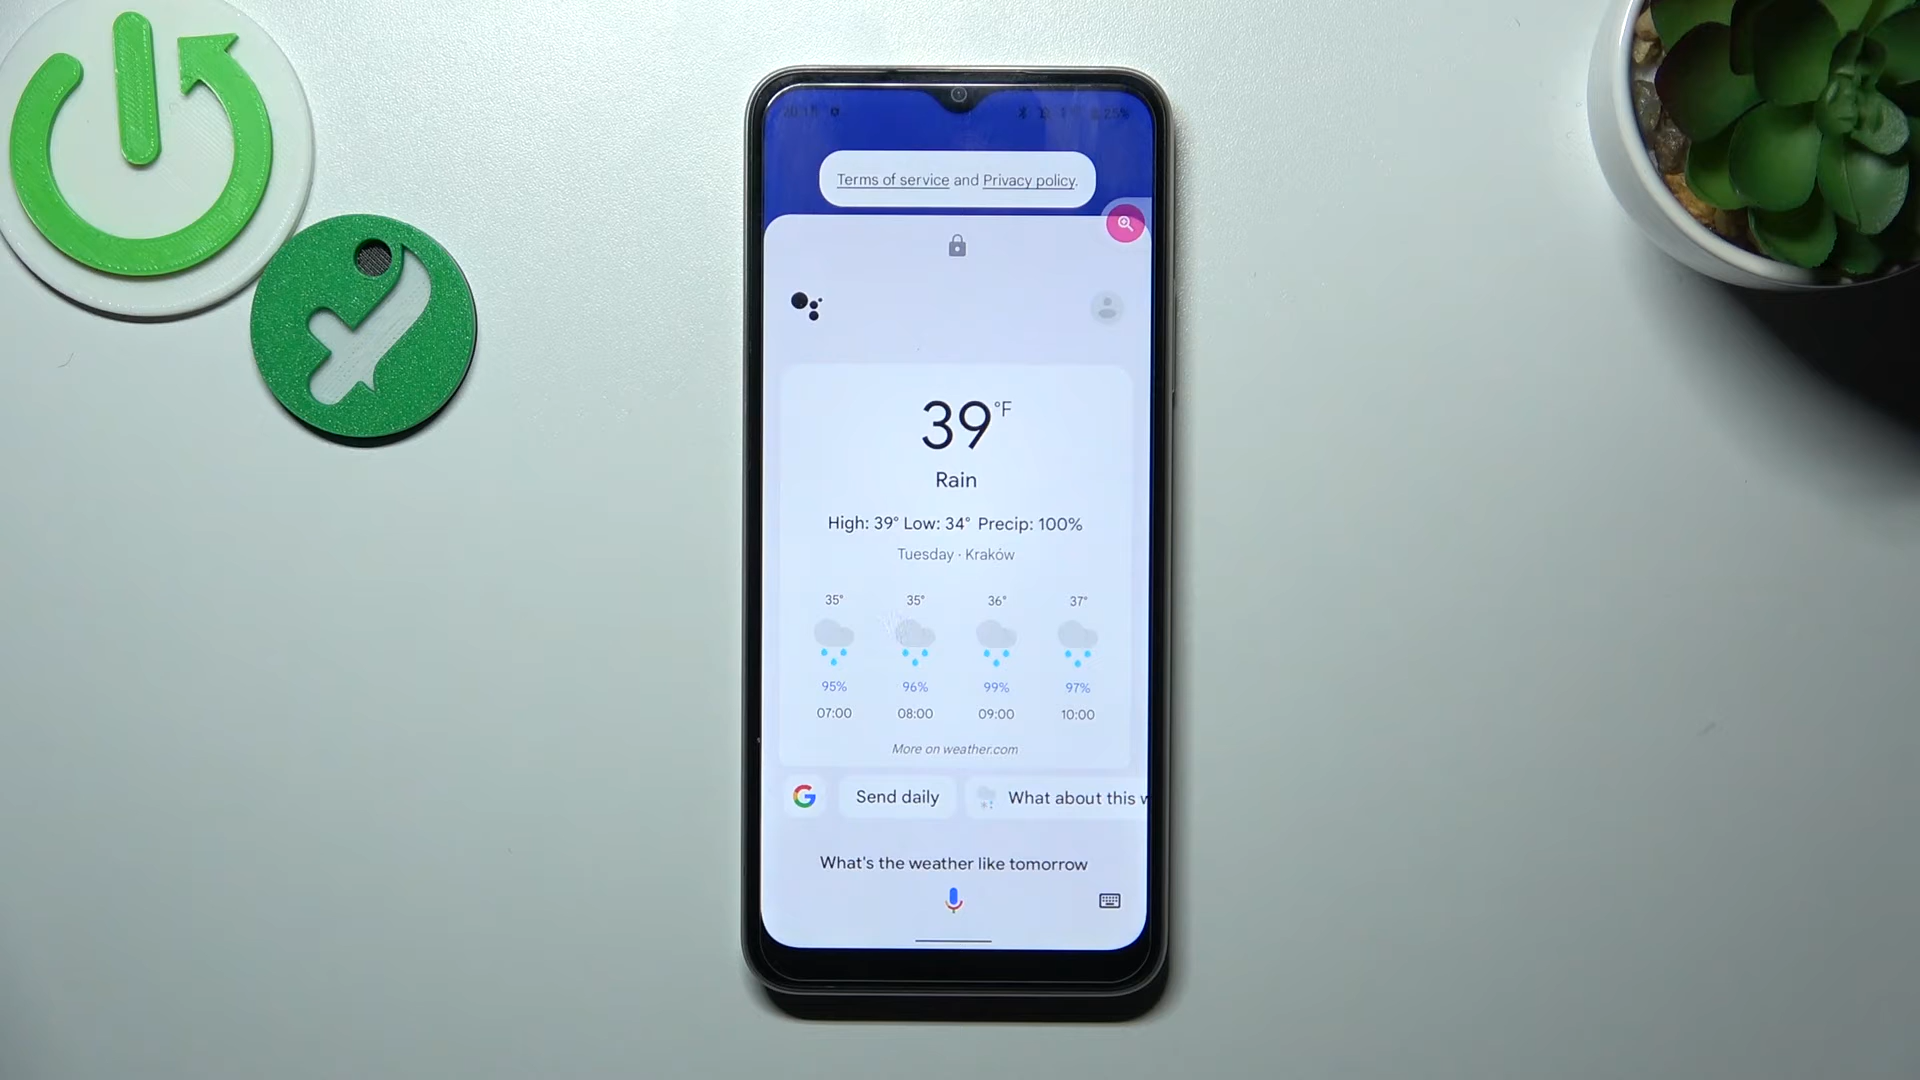 25%
Terms of service and Privacy policy.
39°F
Rain
High: 39° Low: 34° Precip: 100%
Tuesday · Kraków
35° 35° 36° 37°
95% 96% 99% 97%
07:00 08:00 09:00 10:00
More on weather.com
G Send daily What about this w
What's the weather like tomorrow